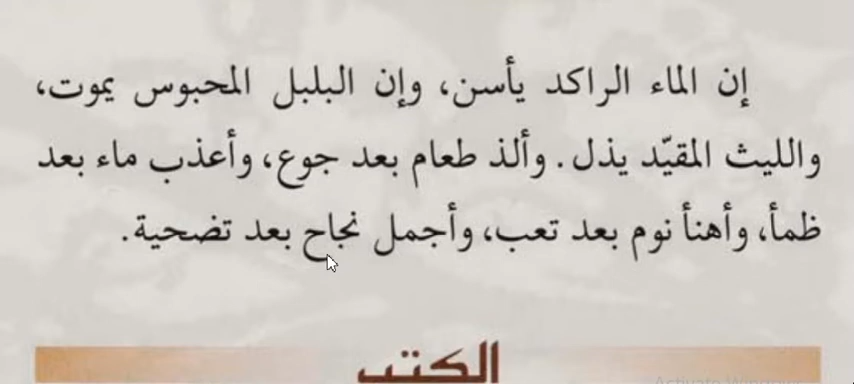 إن الماء الراكد يأسن، وإن البلبل المحبوس يموت،
والليث المقيّد يذل. وألذ طعام بعد جوع، وأعذب ماء بعد
ظمأ، وأهنأ نوم بعد تعب، وأجمل نجاح بعد تضحية.
الكتب